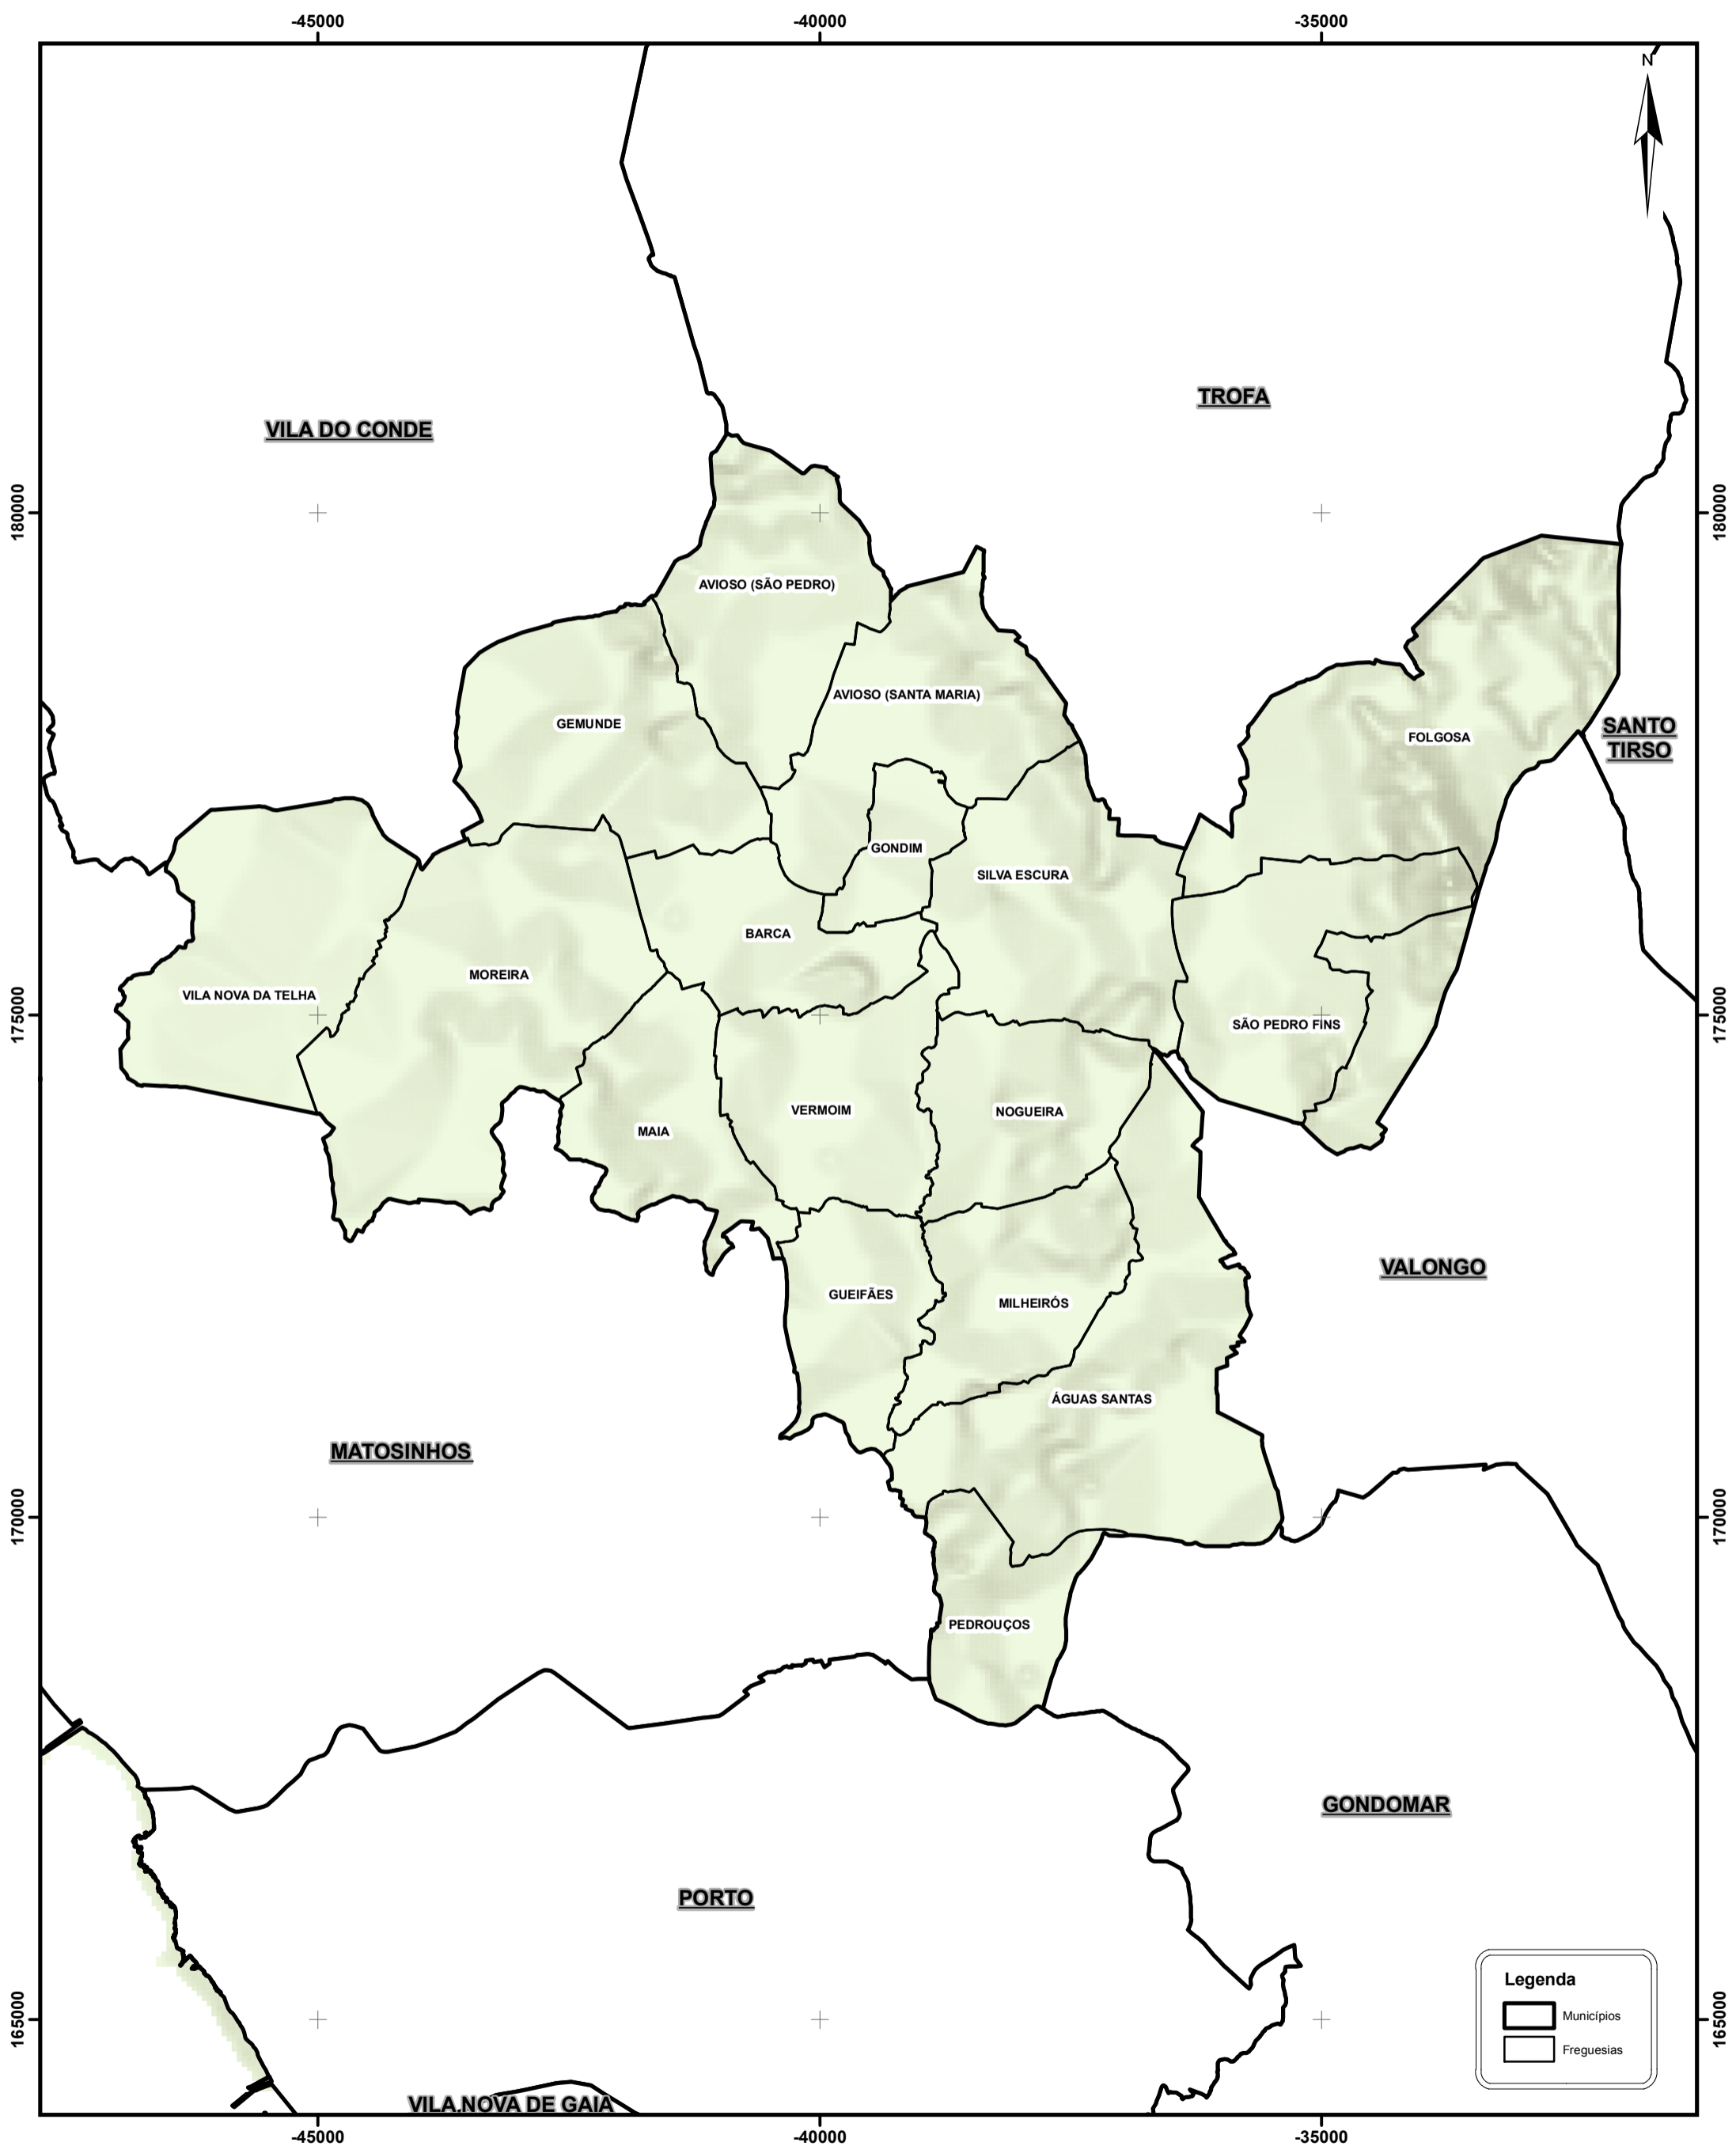 -45000 -40000 -35000
N
TROFA
VILA DO CONDE
180000 180000
AVIOSO (SÃO PEDRO)
AVIOSO (SANTA MARIA)
GEMUNDE
FOLGOSA
SANTO
TIRSO
GONDIM
SILVA ESCURA
BARCA
MOREIRA
VILA NOVA DA TELHA
175000 175000
SÃO PEDRO FINS
VERMOIM
NOGUEIRA
MAIA
VALONGO
GUEIFÃES
MILHEIRÓS
ÁGUAS SANTAS
MATOSINHOS
170000 170000
PEDROUÇOS
GONDOMAR
PORTO
Legenda
Municípios
Freguesias
165000 165000
VILA NOVA DE GAIA
-45000 -40000 -35000